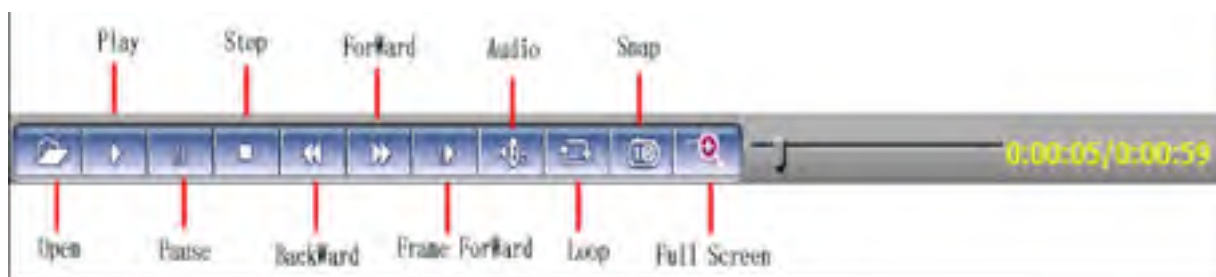 Play Stop ForWard Audio Snap
0:00:05/0:00:59
Open Pause BackWard Frame ForWard Loop Full Screen